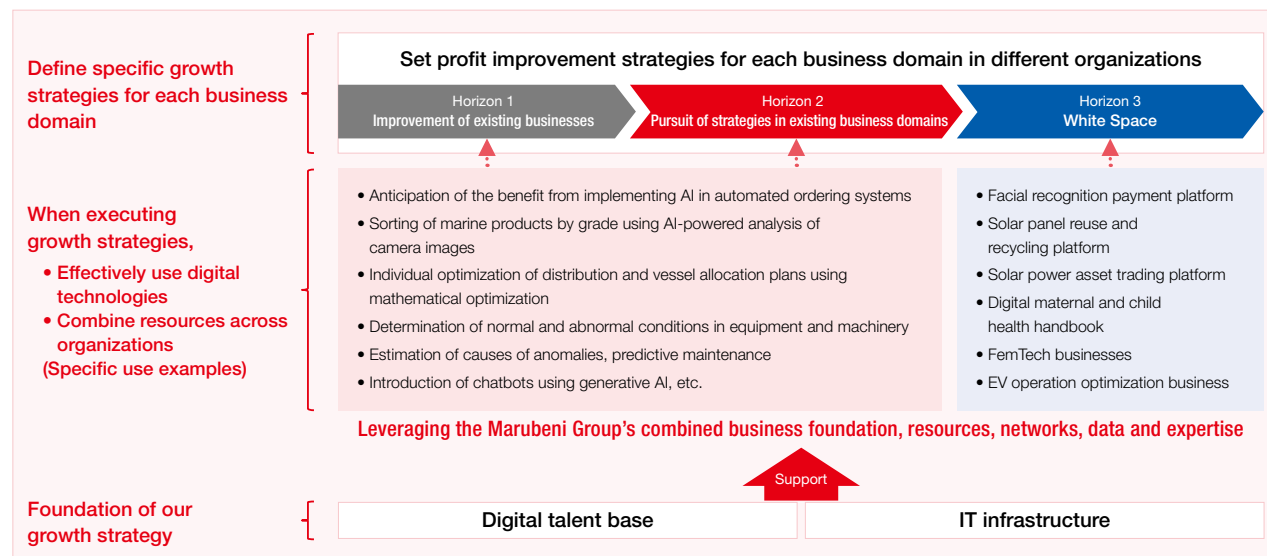 Define specific growth
strategies for each business
domain
Set profit improvement strategies for each business domain in different organizations
Horizon 1
Improvement of existing businesses
Horizon 2
Pursuit of strategies in existing business domains
Horizon 3
White Space
When executing
growth strategies,
• Effectively use digital
technologies
• Combine resources across
organizations
(Specific use examples)
• Anticipation of the benefit from implementing AI in automated ordering systems
• Sorting of marine products by grade using AI-powered analysis of
camera images
• Individual optimization of distribution and vessel allocation plans using
mathematical optimization
• Determination of normal and abnormal conditions in equipment and machinery
• Estimation of causes of anomalies, predictive maintenance
• Introduction of chatbots using generative AI, etc.
• Facial recognition payment platform
• Solar panel reuse and
recycling platform
• Solar power asset trading platform
• Digital maternal and child
health handbook
• FemTech businesses
• EV operation optimization business
Leveraging the Marubeni Group's combined business foundation, resources, networks, data and expertise
Support
Foundation of our
growth strategy
Digital talent base
IT infrastructure